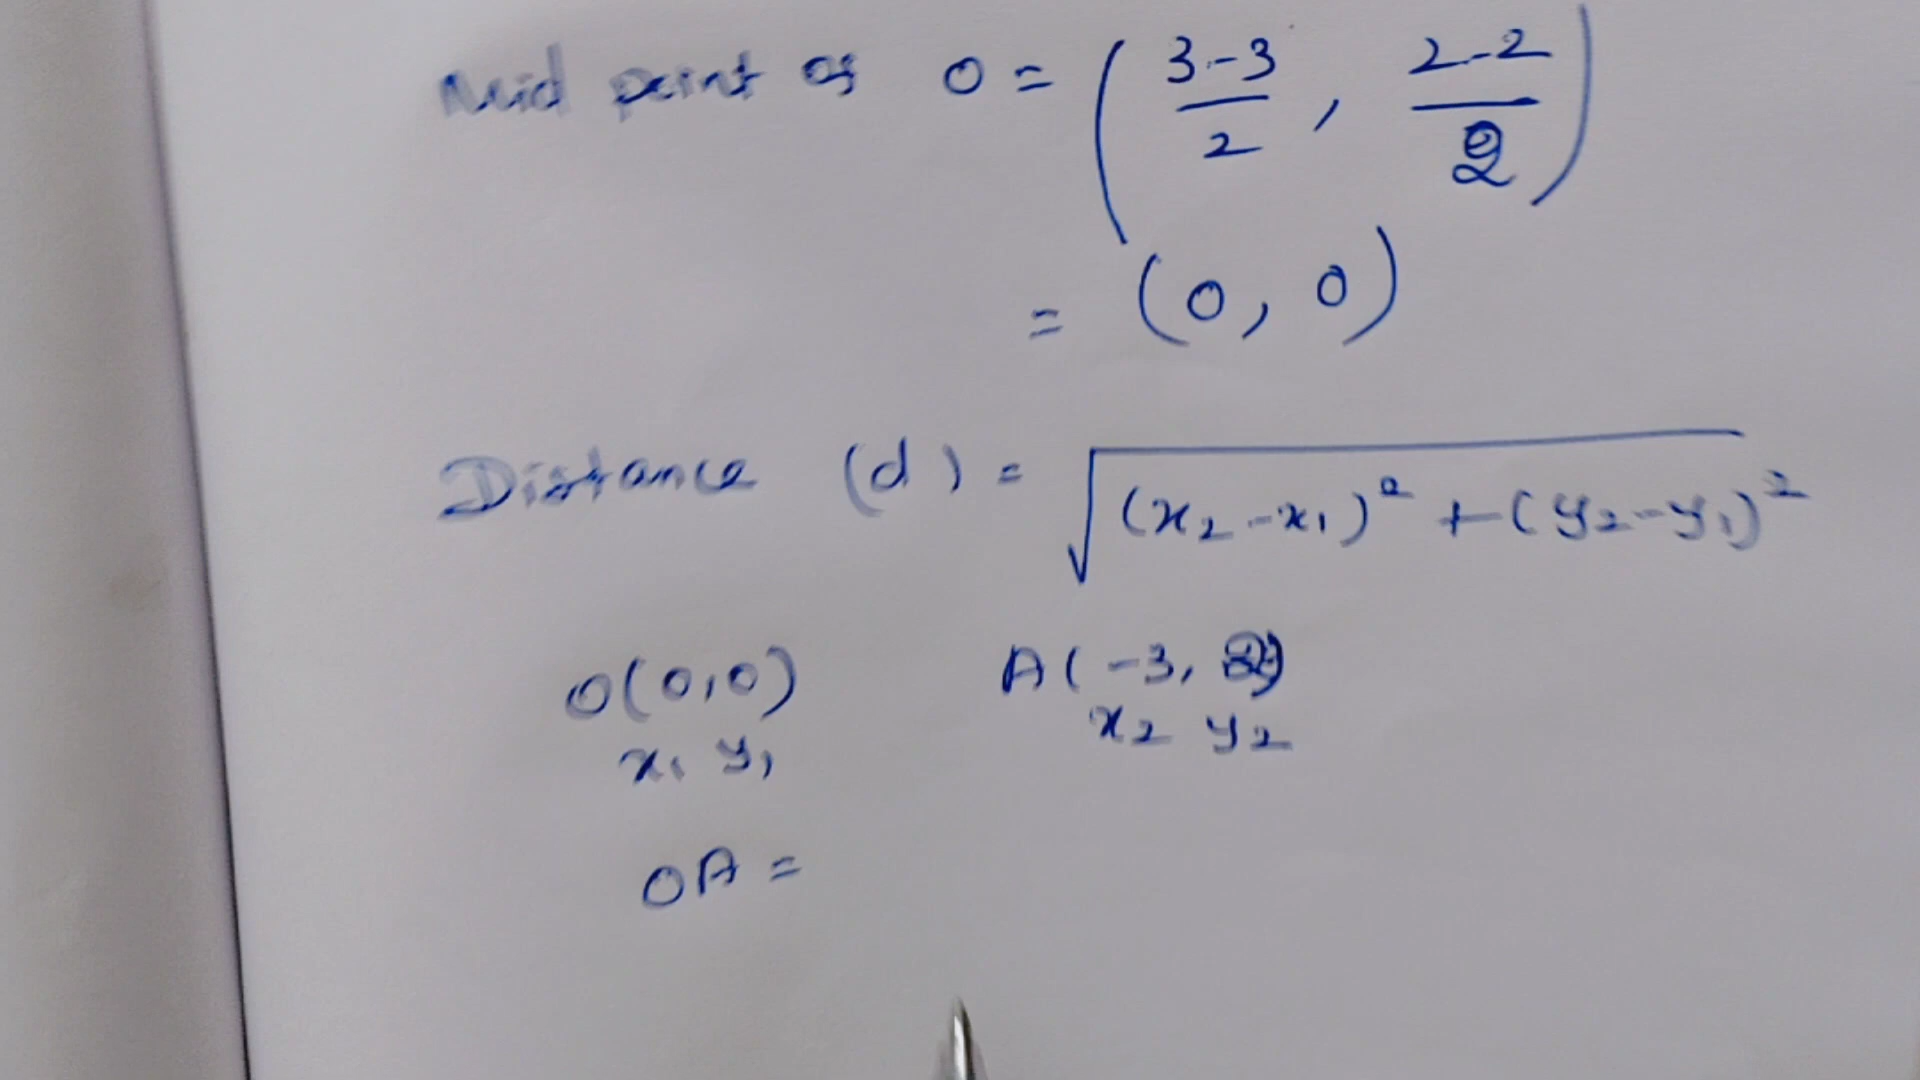 Mid point of O = ( 3-3 / 2 , 2-2 / 2 )
= (0, 0)
Distance (d) = √(x₂-x₁)² + (y₂-y₁)²
O(0,0) A(-3, 2)
x₁ y₁ x₂ y₂
OA =